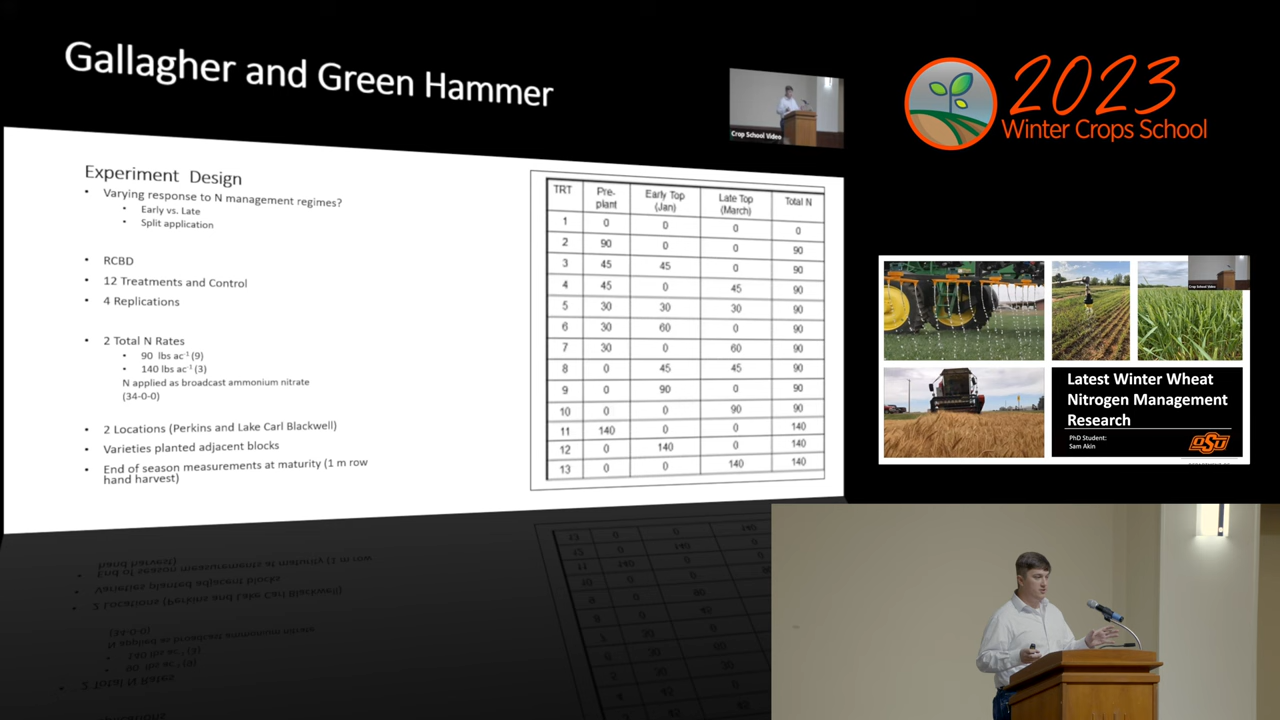 Gallagher and Green Hammer
Crop School Video
2023
Winter Crops School
Experiment Design
• Varying response to N management regimes?
• Early vs. Late
• Split application
• RCBD
• 12 Treatments and Control
• 4 Replications
• 2 Total N Rates
• 90 lbs ac⁻¹ (9)
• 140 lbs ac⁻¹ (3)
N applied as broadcast ammonium nitrate
(34-0-0)
• 2 Locations (Perkins and Lake Carl Blackwell)
• Varieties planted adjacent blocks
• End of season measurements at maturity (1 m row
hand harvest)
TRT Pre-plant Early Top (Jan) Late Top (March) Total N
1 0 0 0 0
2 90 0 0 90
3 45 45 0 90
4 45 0 45 90
5 30 30 30 90
6 30 60 0 90
7 30 0 60 90
8 0 45 45 90
9 0 90 0 90
10 0 0 90 90
11 140 0 0 140
12 0 140 0 140
13 0 0 140 140
Crop School Video
Latest Winter Wheat
Nitrogen Management
Research
PhD Student:
Sam Akin
OSU